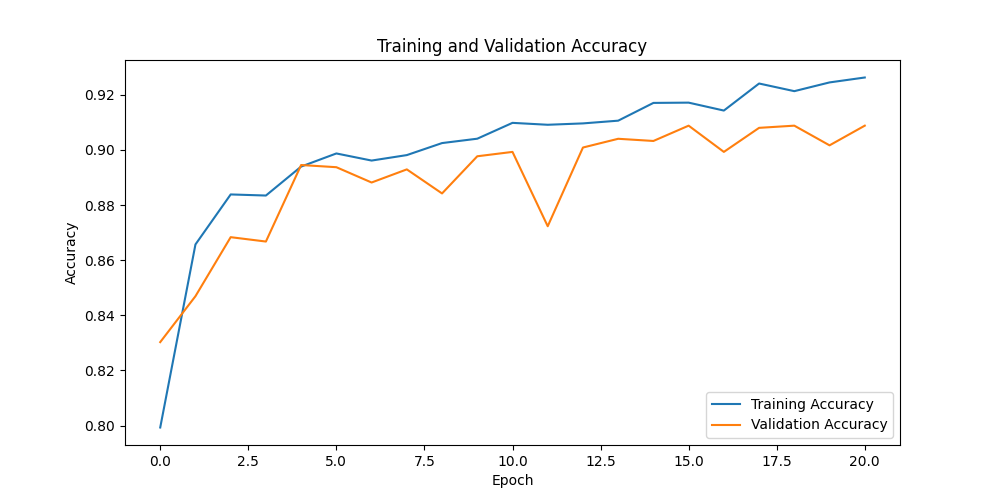 Training and Validation Accuracy
Accuracy
0.92
0.90
0.88
0.86
0.84
0.82
0.80
0.0 2.5 5.0 7.5 10.0 12.5 15.0 17.5 20.0
Epoch
Training Accuracy
Validation Accuracy